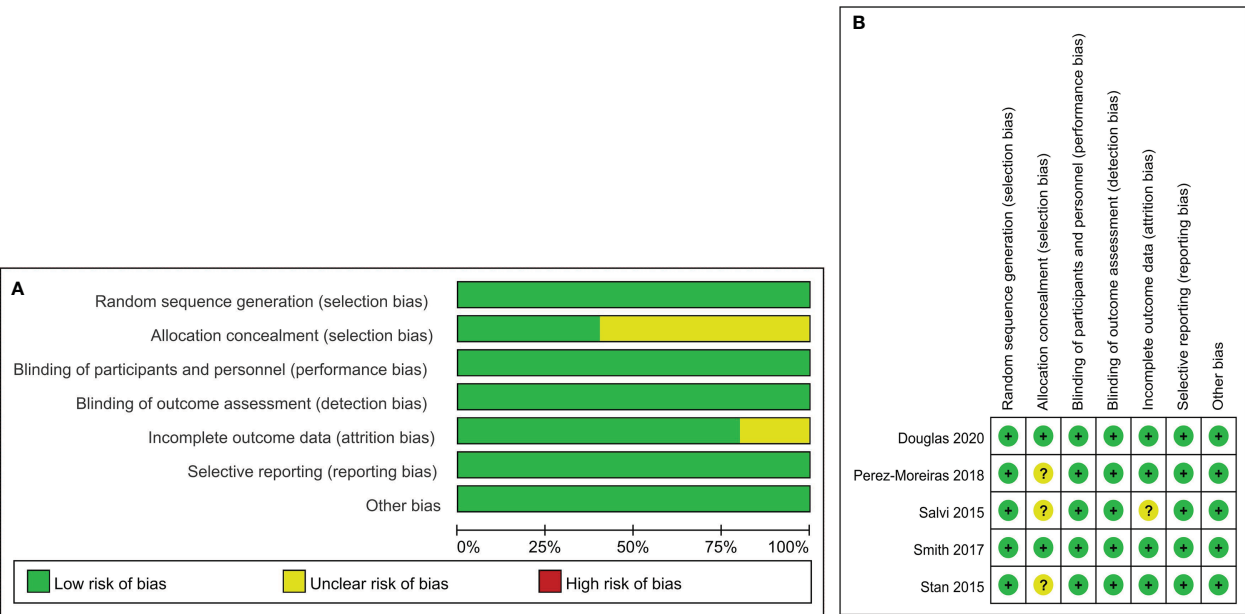 A
Random sequence generation (selection bias)
Allocation concealment (selection bias)
Blinding of participants and personnel (performance bias)
Blinding of outcome assessment (detection bias)
Incomplete outcome data (attrition bias)
Selective reporting (reporting bias)
Other bias
0% 25% 50% 75% 100%
Low risk of bias Unclear risk of bias High risk of bias
B
Random sequence generation (selection bias)
Allocation concealment (selection bias)
Blinding of participants and personnel (performance bias)
Blinding of outcome assessment (detection bias)
Incomplete outcome data (attrition bias)
Selective reporting (reporting bias)
Other bias
Douglas 2020 + + + + + + +
Perez-Moreiras 2018 + ? + + + + +
Salvi 2015 + ? + + ? + +
Smith 2017 + + + + + + +
Stan 2015 + ? + + + + +